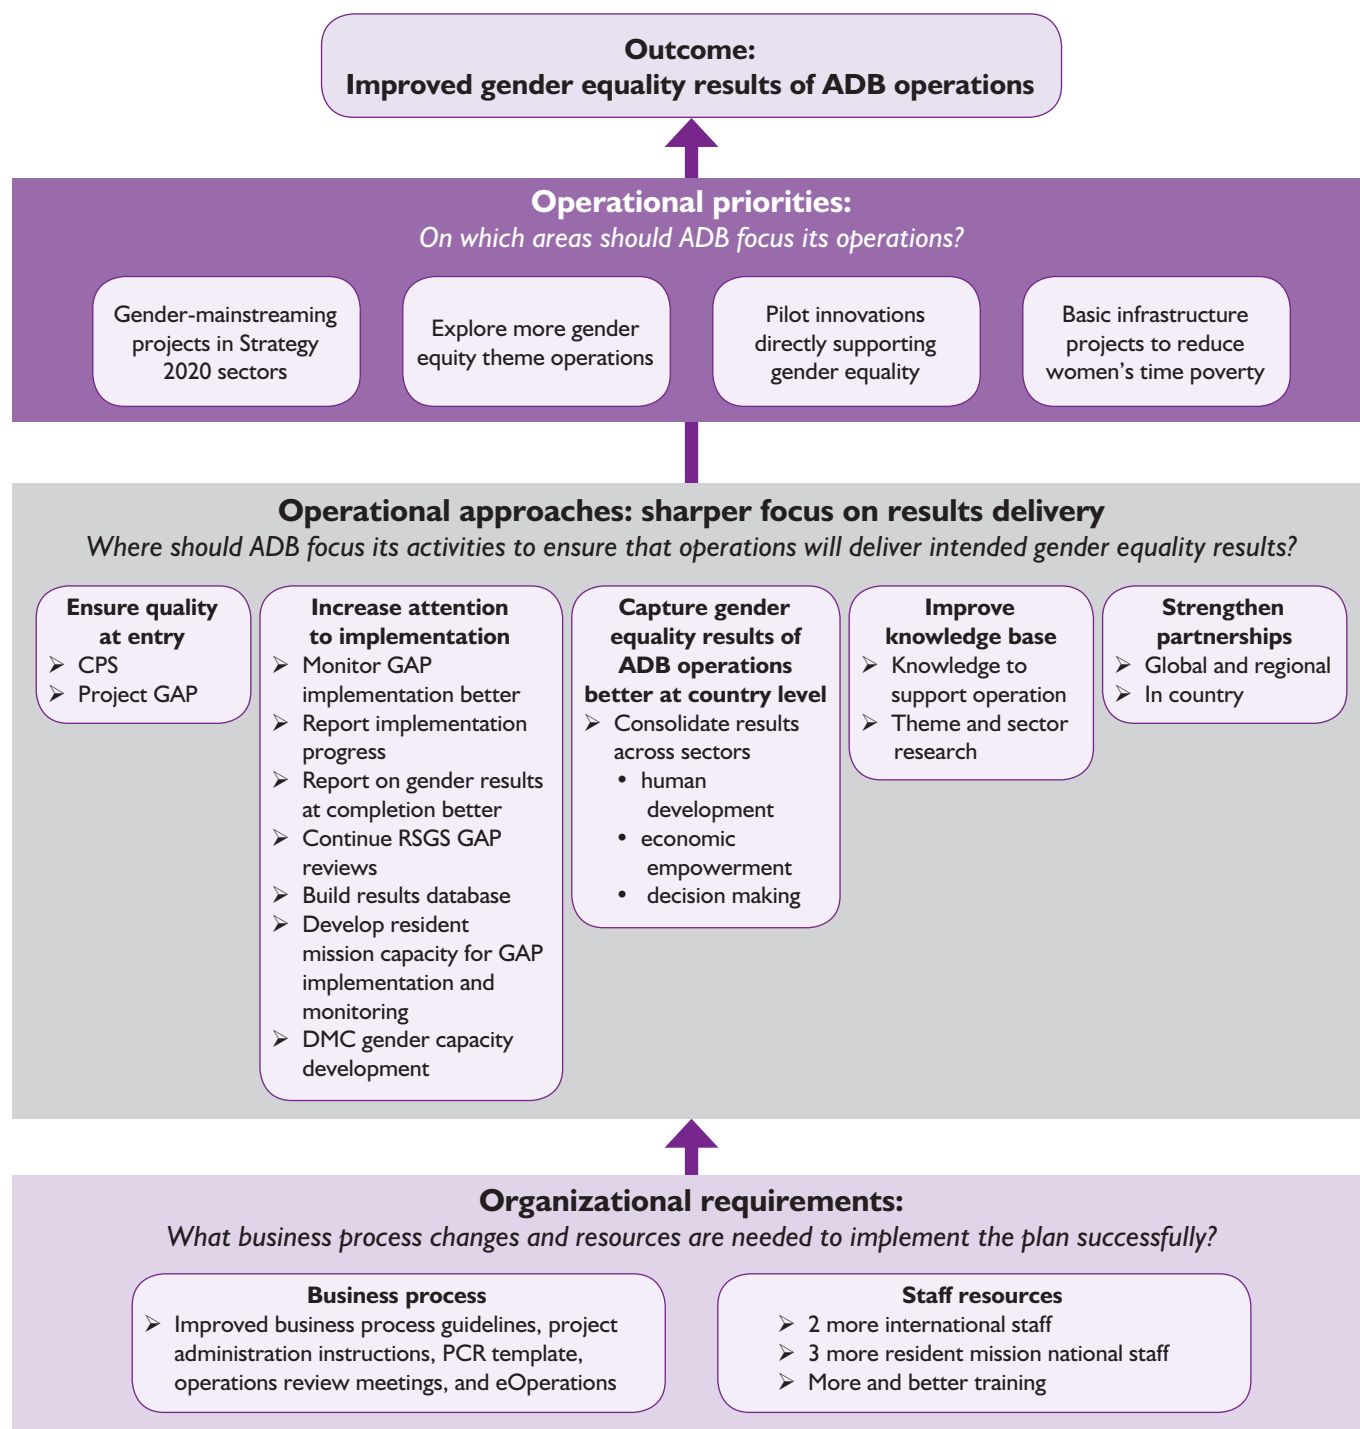 Outcome:
Improved gender equality results of ADB operations
Operational priorities:
On which areas should ADB focus its operations?
Gender-mainstreaming
projects in Strategy
2020 sectors
Explore more gender
equity theme operations
Pilot innovations
directly supporting
gender equality
Basic infrastructure
projects to reduce
women’s time poverty
Operational approaches: sharper focus on results delivery
Where should ADB focus its activities to ensure that operations will deliver intended gender equality results?
Ensure quality
at entry
➢ CPS
➢ Project GAP
Increase attention
to implementation
➢ Monitor GAP
implementation better
➢ Report implementation
progress
➢ Report on gender results
at completion better
➢ Continue RSGS GAP
reviews
➢ Build results database
➢ Develop resident
mission capacity for GAP
implementation and
monitoring
➢ DMC gender capacity
development
Capture gender
equality results of
ADB operations
better at country level
➢ Consolidate results
across sectors
• human
development
• economic
empowerment
• decision making
Improve
knowledge base
➢ Knowledge to
support operation
➢ Theme and sector
research
Strengthen
partnerships
➢ Global and regional
➢ In country
Organizational requirements:
What business process changes and resources are needed to implement the plan successfully?
Business process
➢ Improved business process guidelines, project
administration instructions, PCR template,
operations review meetings, and eOperations
Staff resources
➢ 2 more international staff
➢ 3 more resident mission national staff
➢ More and better training